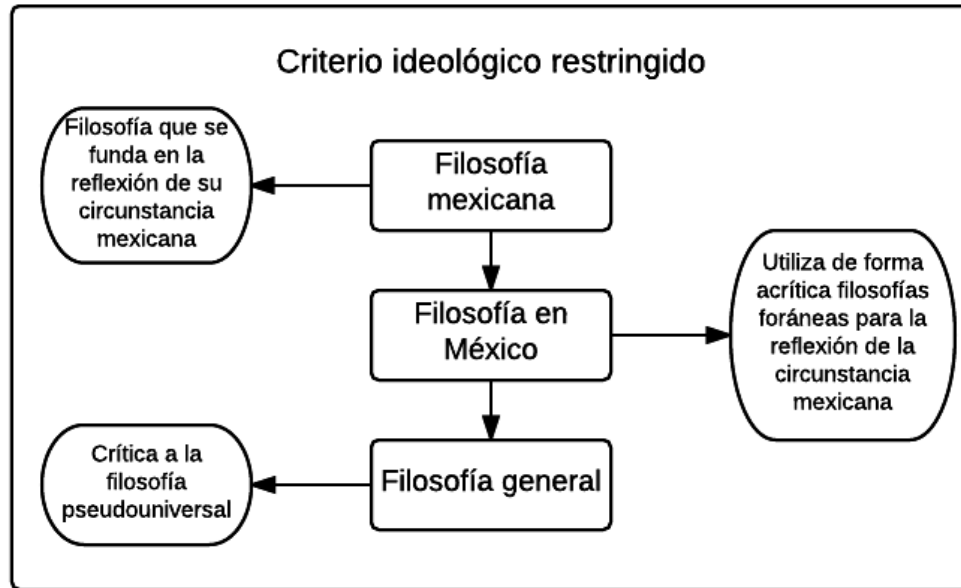 Criterio ideológico restringido
Filosofía que se
funda en la
reflexión de su
circunstancia
mexicana
Filosofía
mexicana
Filosofía en
México
Utiliza de forma
acrítica filosofías
foráneas para la
reflexión de la
circunstancia
mexicana
Crítica a la
filosofía
pseudouniversal
Filosofía general